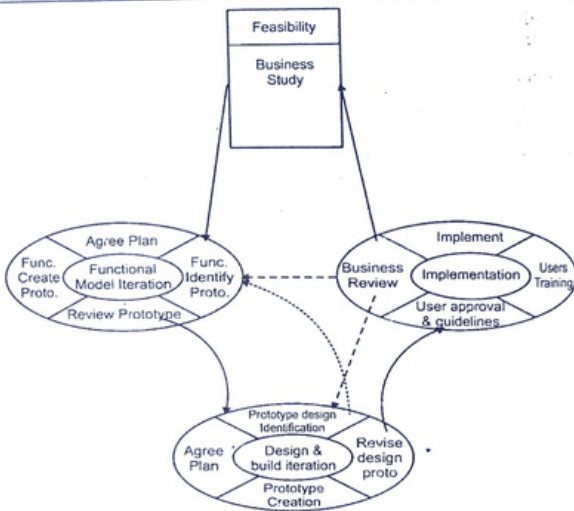 Feasibility
Business
Study
Agree Plan
Func.
Create
Proto.
Functional
Model Iteration
Func.
Identify
Proto.
Review Prototype
Implement
Business
Review
Implementation
Users
Training
User approval
& guidelines
Prototype design
Identification
Agree
Plan
Design &
build iteration
Revise
design
proto
Prototype
Creation